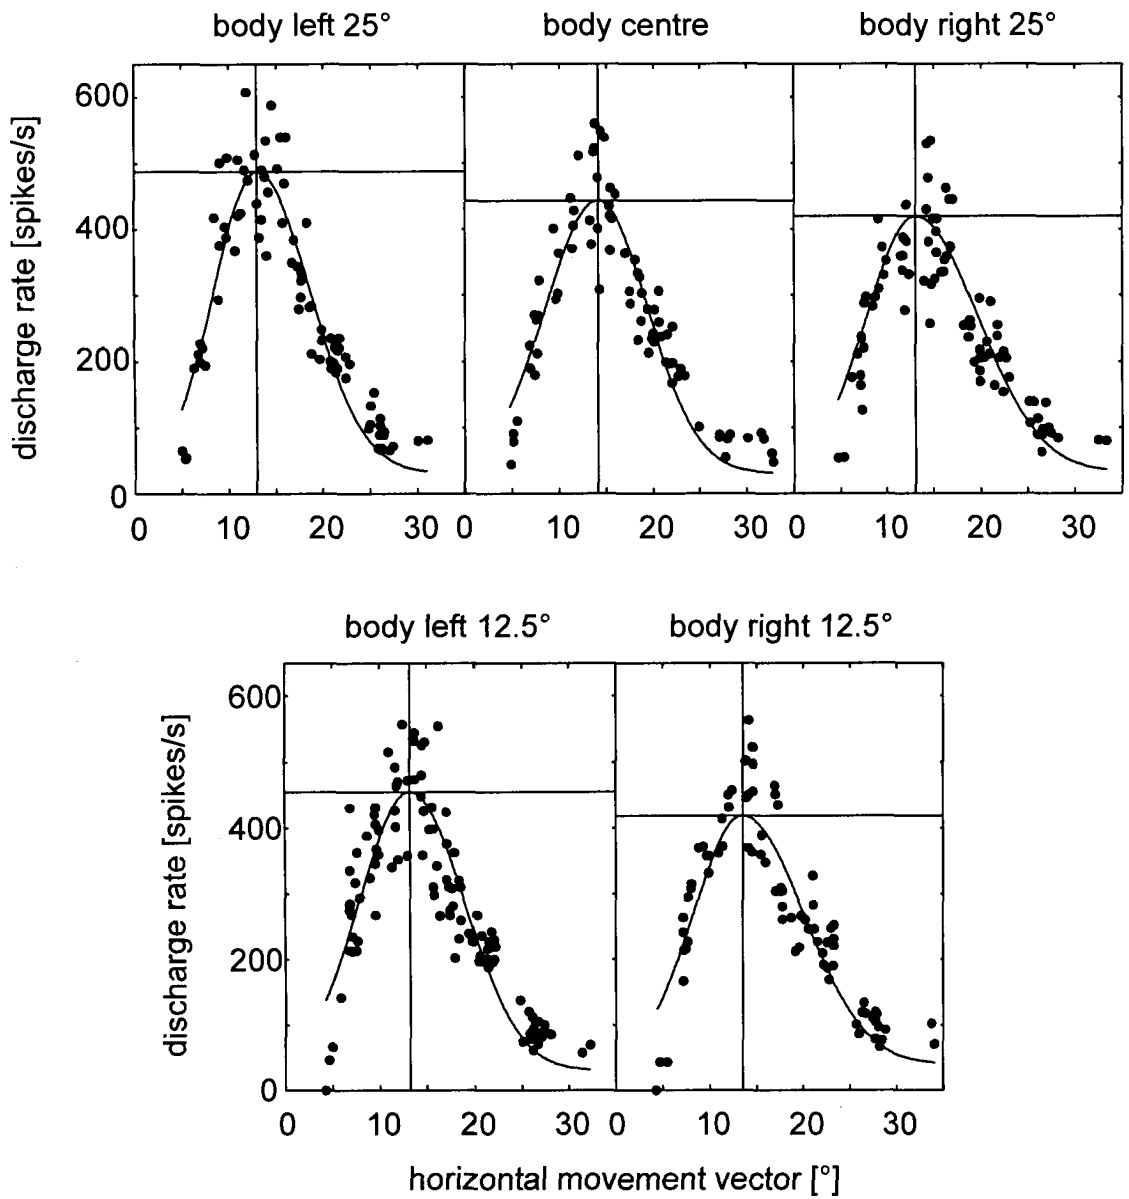 body left 25°
body centre
body right 25°
discharge rate [spikes/s]
600
400
200
0
0 10 20 30 0 10 20 30 0 10 20 30
body left 12.5°
body right 12.5°
discharge rate [spikes/s]
600
400
200
0
0 10 20 30 0 10 20 30
horizontal movement vector [°]